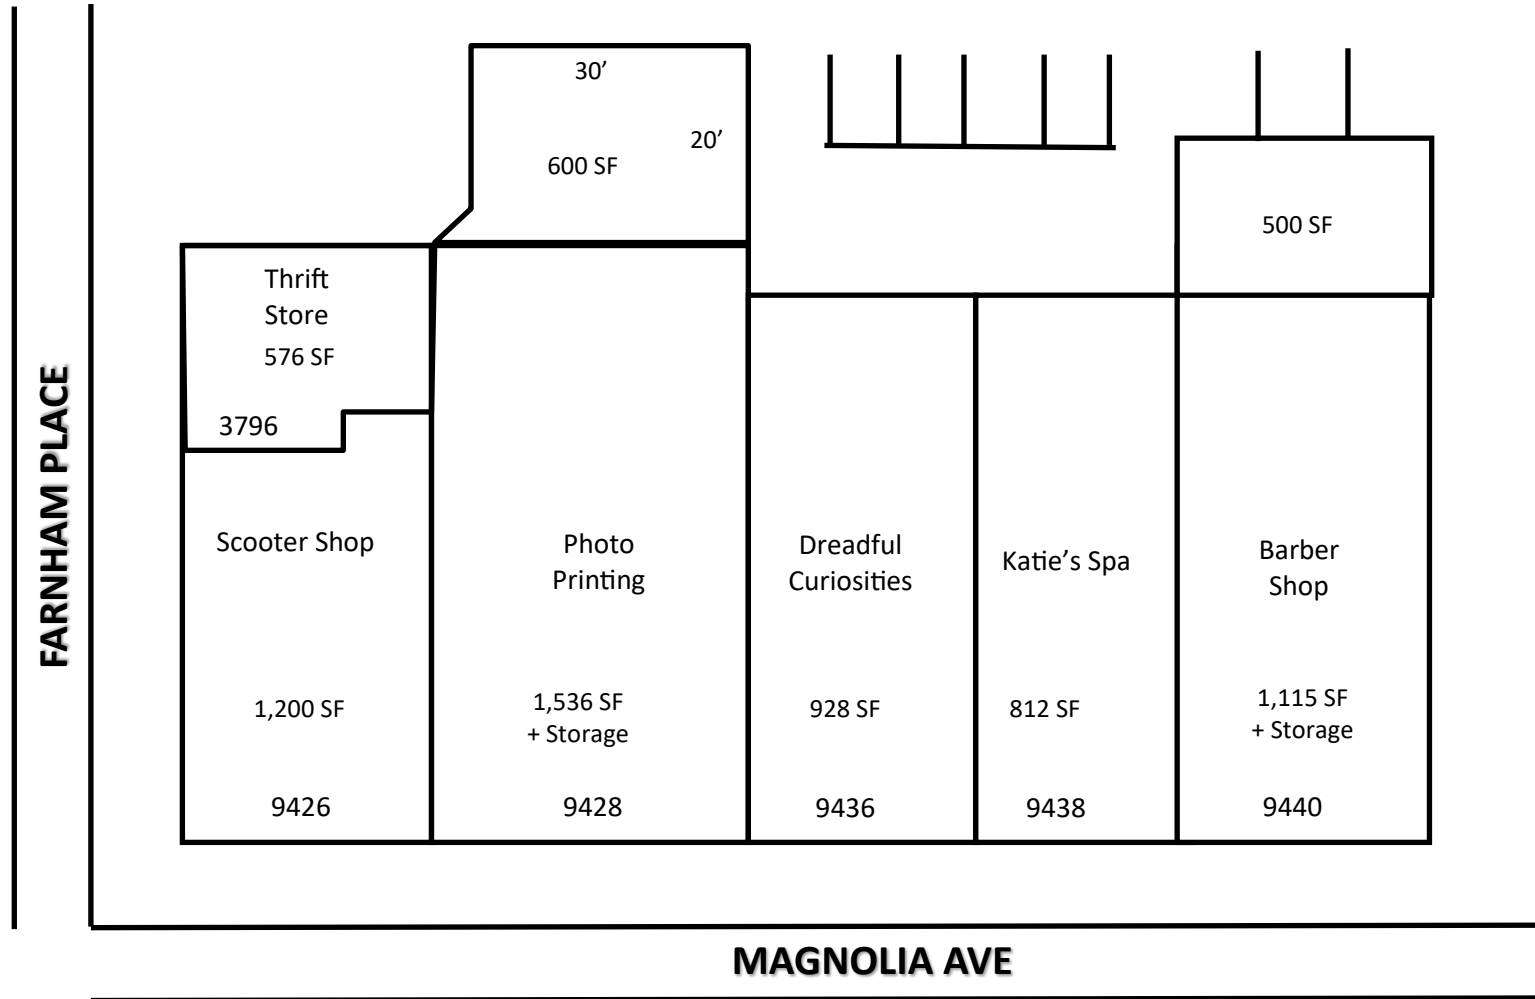 30’
20’
600 SF
500 SF
Thrift
Store
576 SF
3796
FARNHAM PLACE
Scooter Shop
1,200 SF
9426
Photo
Printing
1,536 SF
+ Storage
9428
Dreadful
Curiosities
928 SF
9436
Katie’s Spa
812 SF
9438
Barber
Shop
1,115 SF
+ Storage
9440
MAGNOLIA AVE